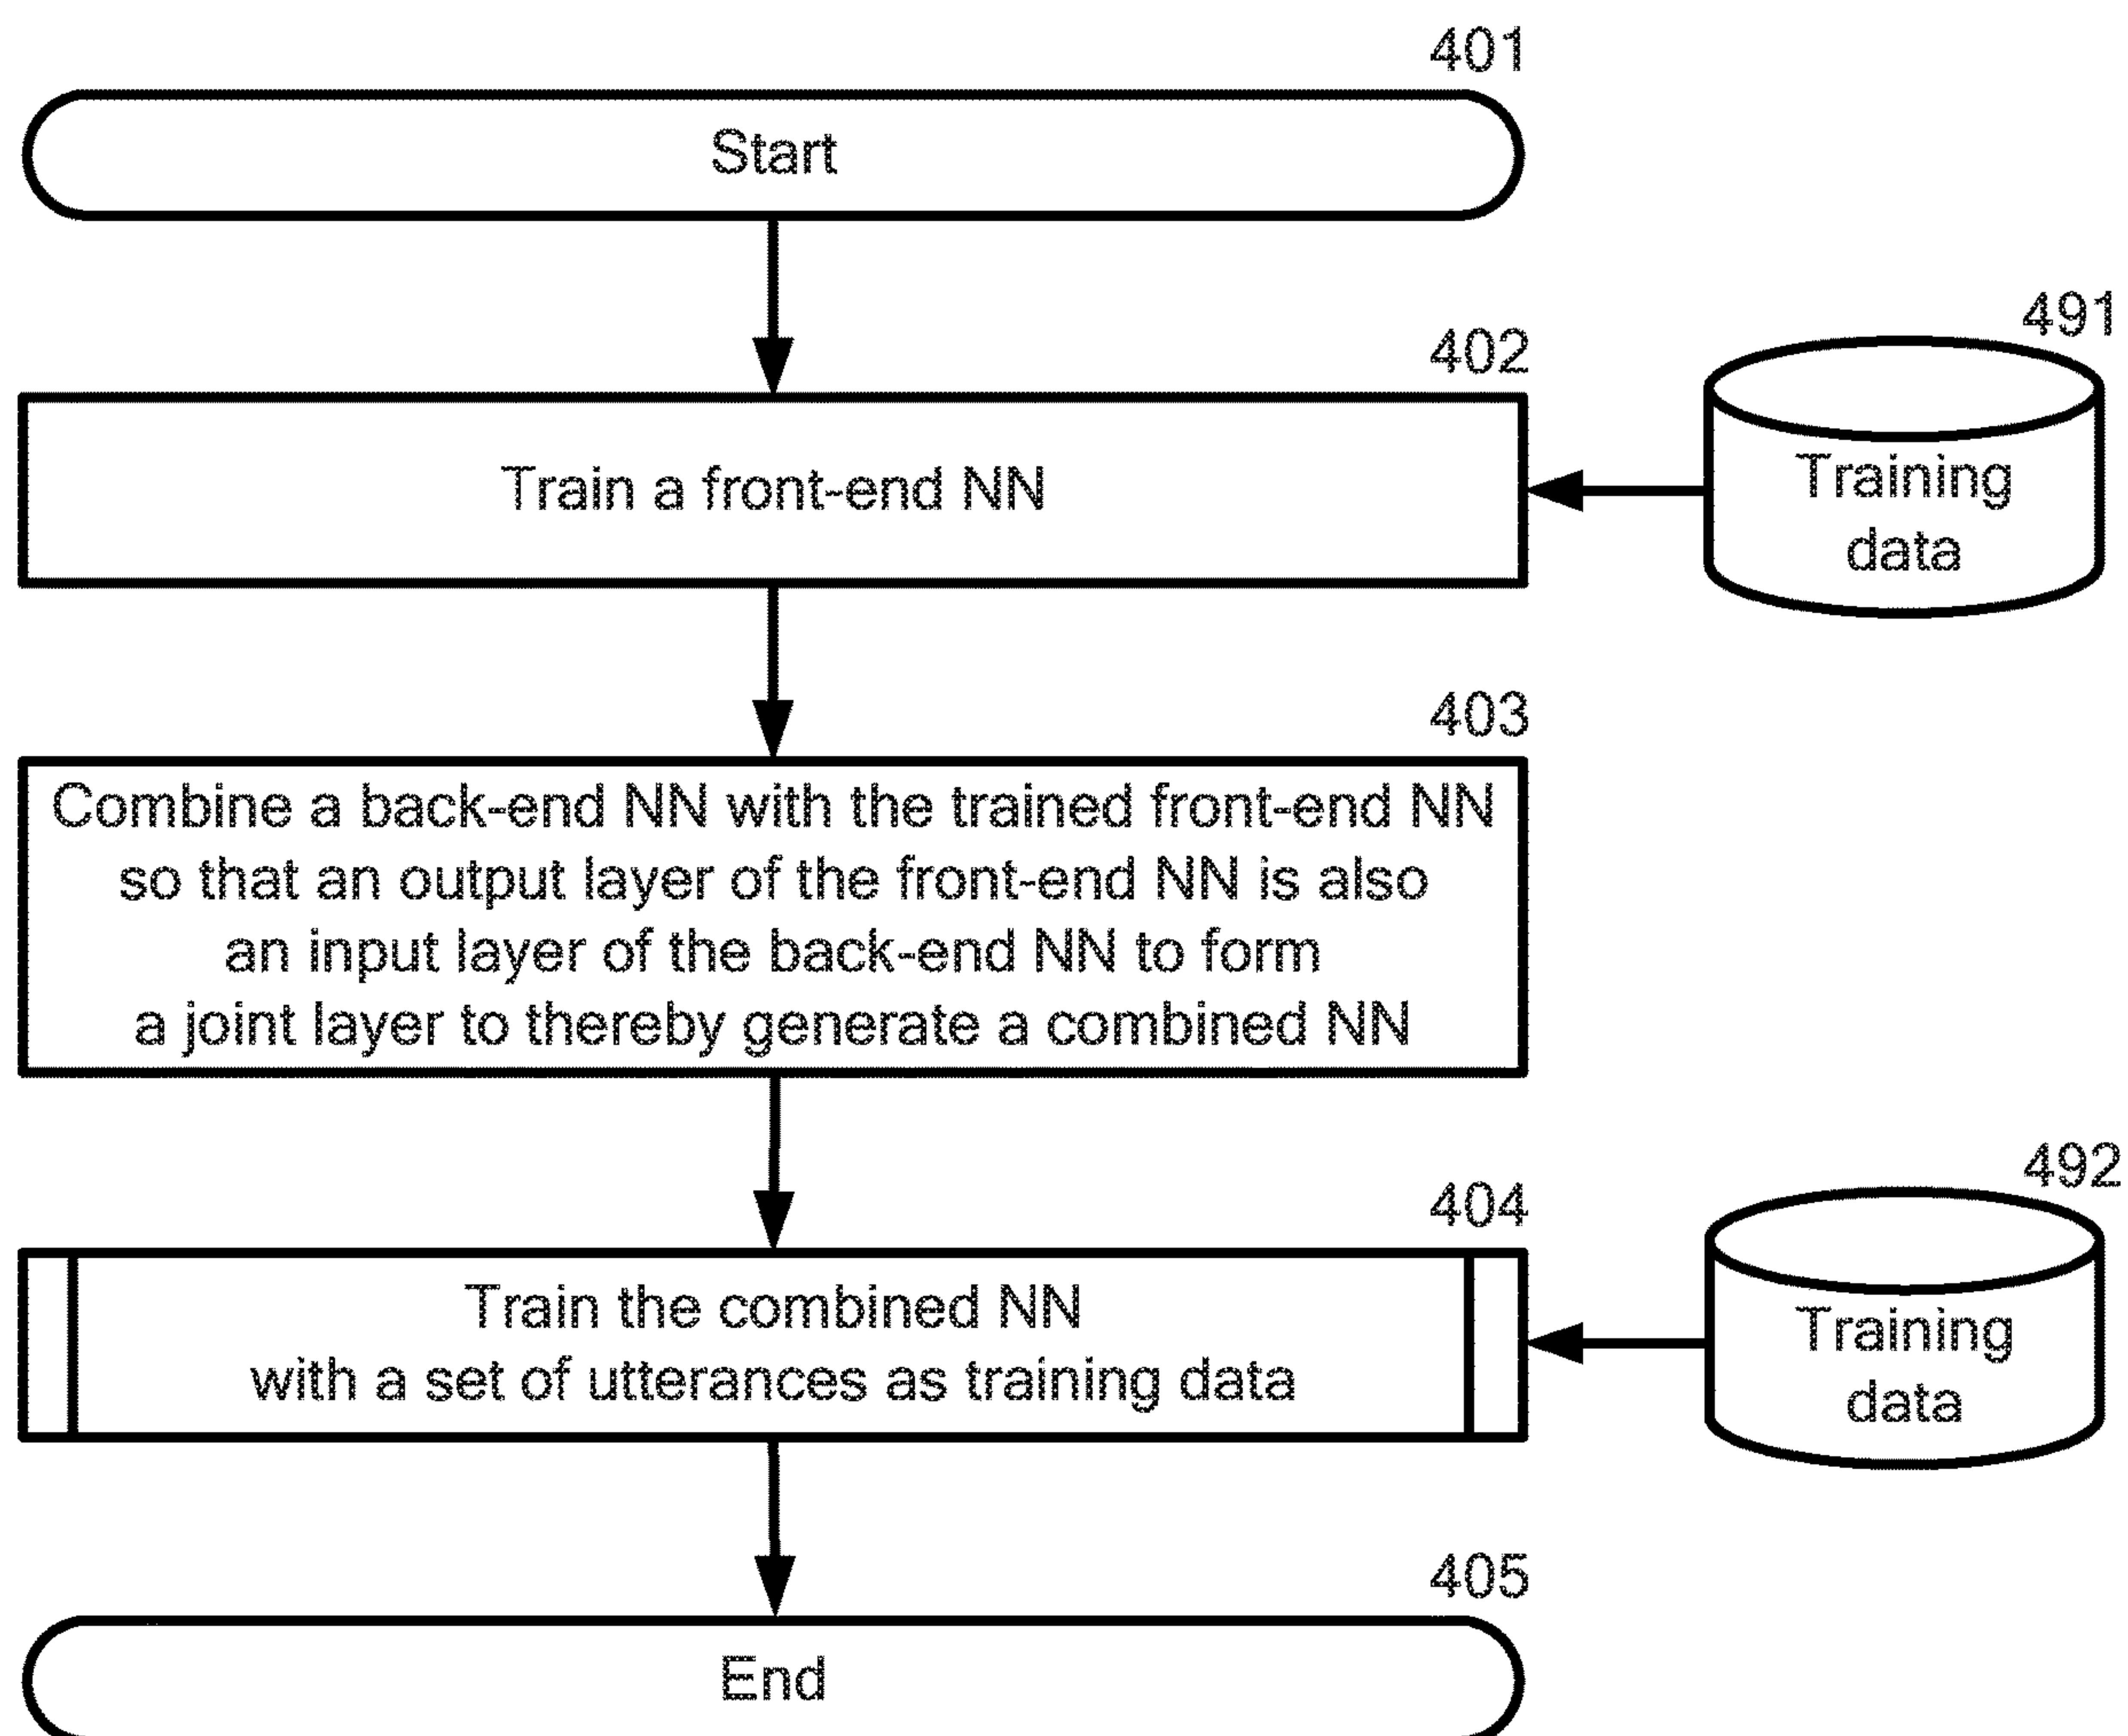 401
Start
402
Train a front-end NN
491
Training
data
403
Combine a back-end NN with the trained front-end NN
so that an output layer of the front-end NN is also
an input layer of the back-end NN to form
a joint layer to thereby generate a combined NN
404
Train the combined NN
with a set of utterances as training data
492
Training
data
405
End